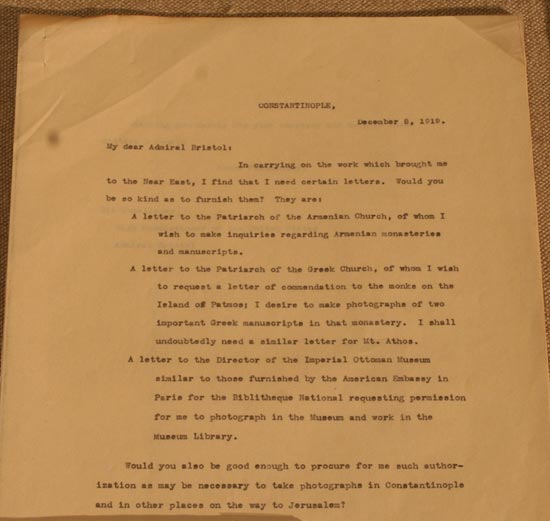 CONSTANTINOPLE,
December 8, 1919.
My dear Admiral Bristol:
In carrying on the work which brought me
to the Near East, I find that I need certain letters. Would you
be so kind as to furnish them? They are:
A letter to the Patriarch of the Armenian Church, of whom I
wish to make inquiries regarding Armenian monasteries
and manuscripts.
A letter to the Patriarch of the Greek Church, of whom I wish
to request a letter of commendation to the monks on the
Island of Patmos; I desire to make photographs of two
important Greek manuscripts in that monastery. I shall
undoubtedly need a similar letter for Mt. Athos.
A letter to the Director of the Imperial Ottoman Museum
similar to those furnished by the American Embassy in
Paris for the Biblitheque National requesting permission
for me to photograph in the Museum and work in the
Museum Library.
Would you also be good enough to procure for me such author-
ization as may be necessary to take photographs in Constantinople
and in other places on the way to Jerusalem?